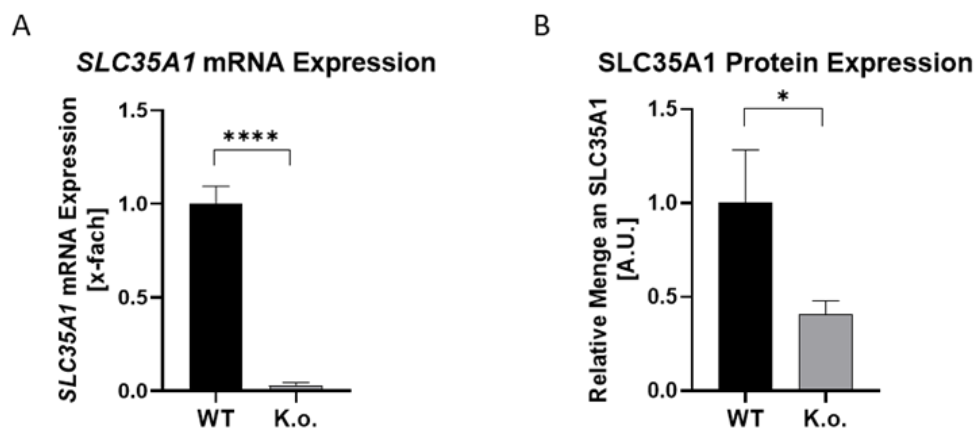 A
SLC35A1 mRNA Expression
SLC35A1 mRNA Expression
[x-fach]
1.5
1.0
0.5
0.0
****
WT K.o.
B
SLC35A1 Protein Expression
Relative Menge an SLC35A1
[A.U.]
1.5
1.0
0.5
0.0
*
WT K.o.